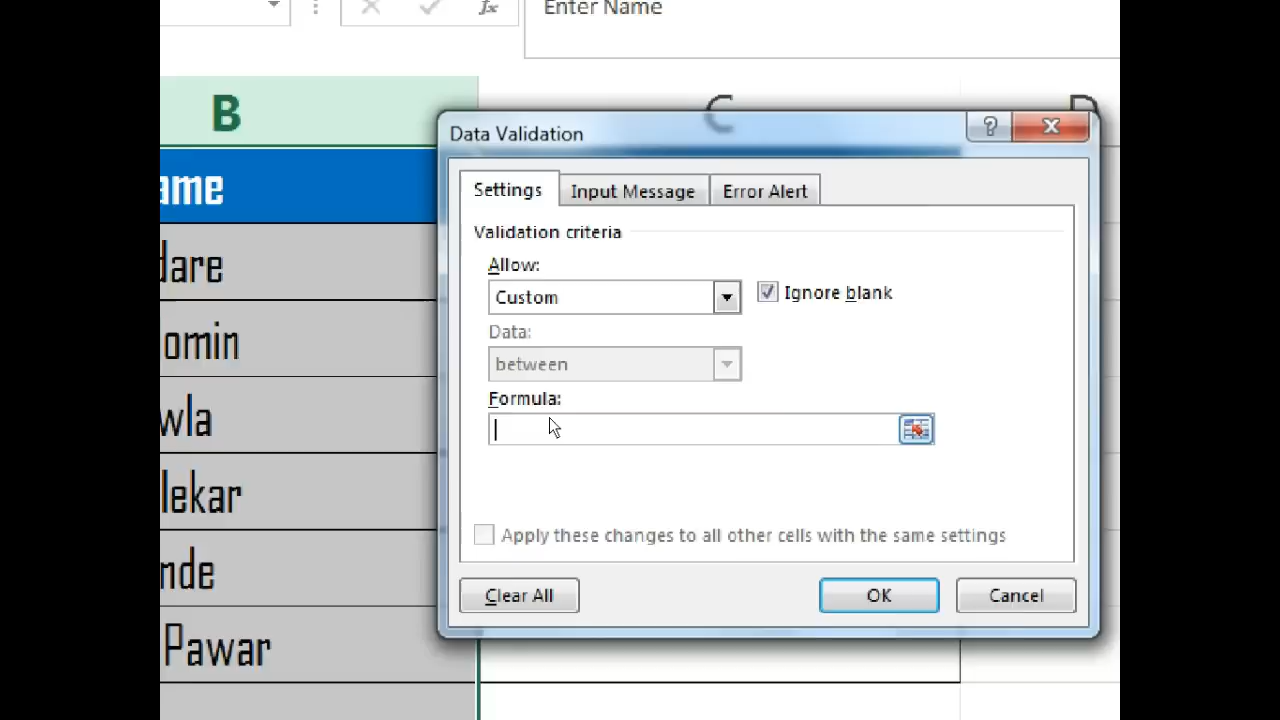 fx Enter Name
B C D
Data Validation ?
ame
Settings Input Message Error Alert
Validation criteria
dare
Allow:
Custom Ignore blank
Data:
omin
between
Formula:
wla
lekar
Apply these changes to all other cells with the same settings
nde
Clear All OK Cancel
Pawar